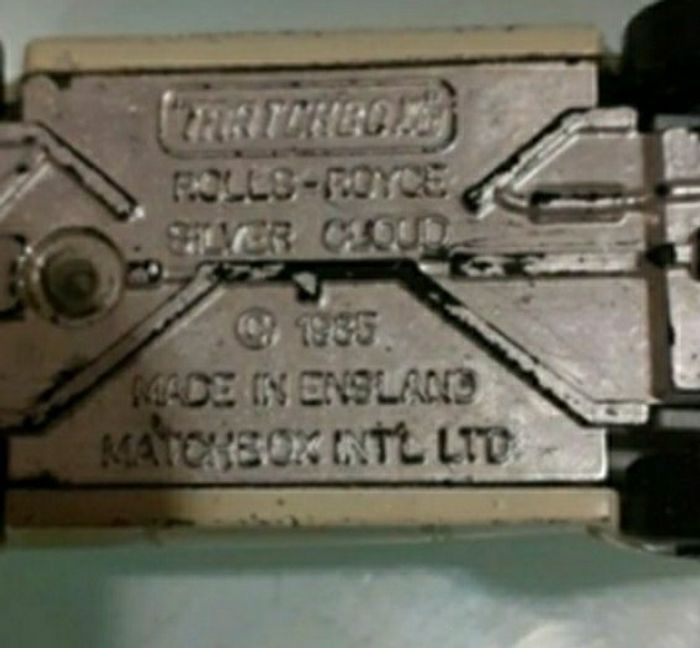 "MATCHBOX"
ROLLS-ROYCE
SILVER CLOUD
© 1985
MADE IN ENGLAND
MATCHBOX INT'L LTD